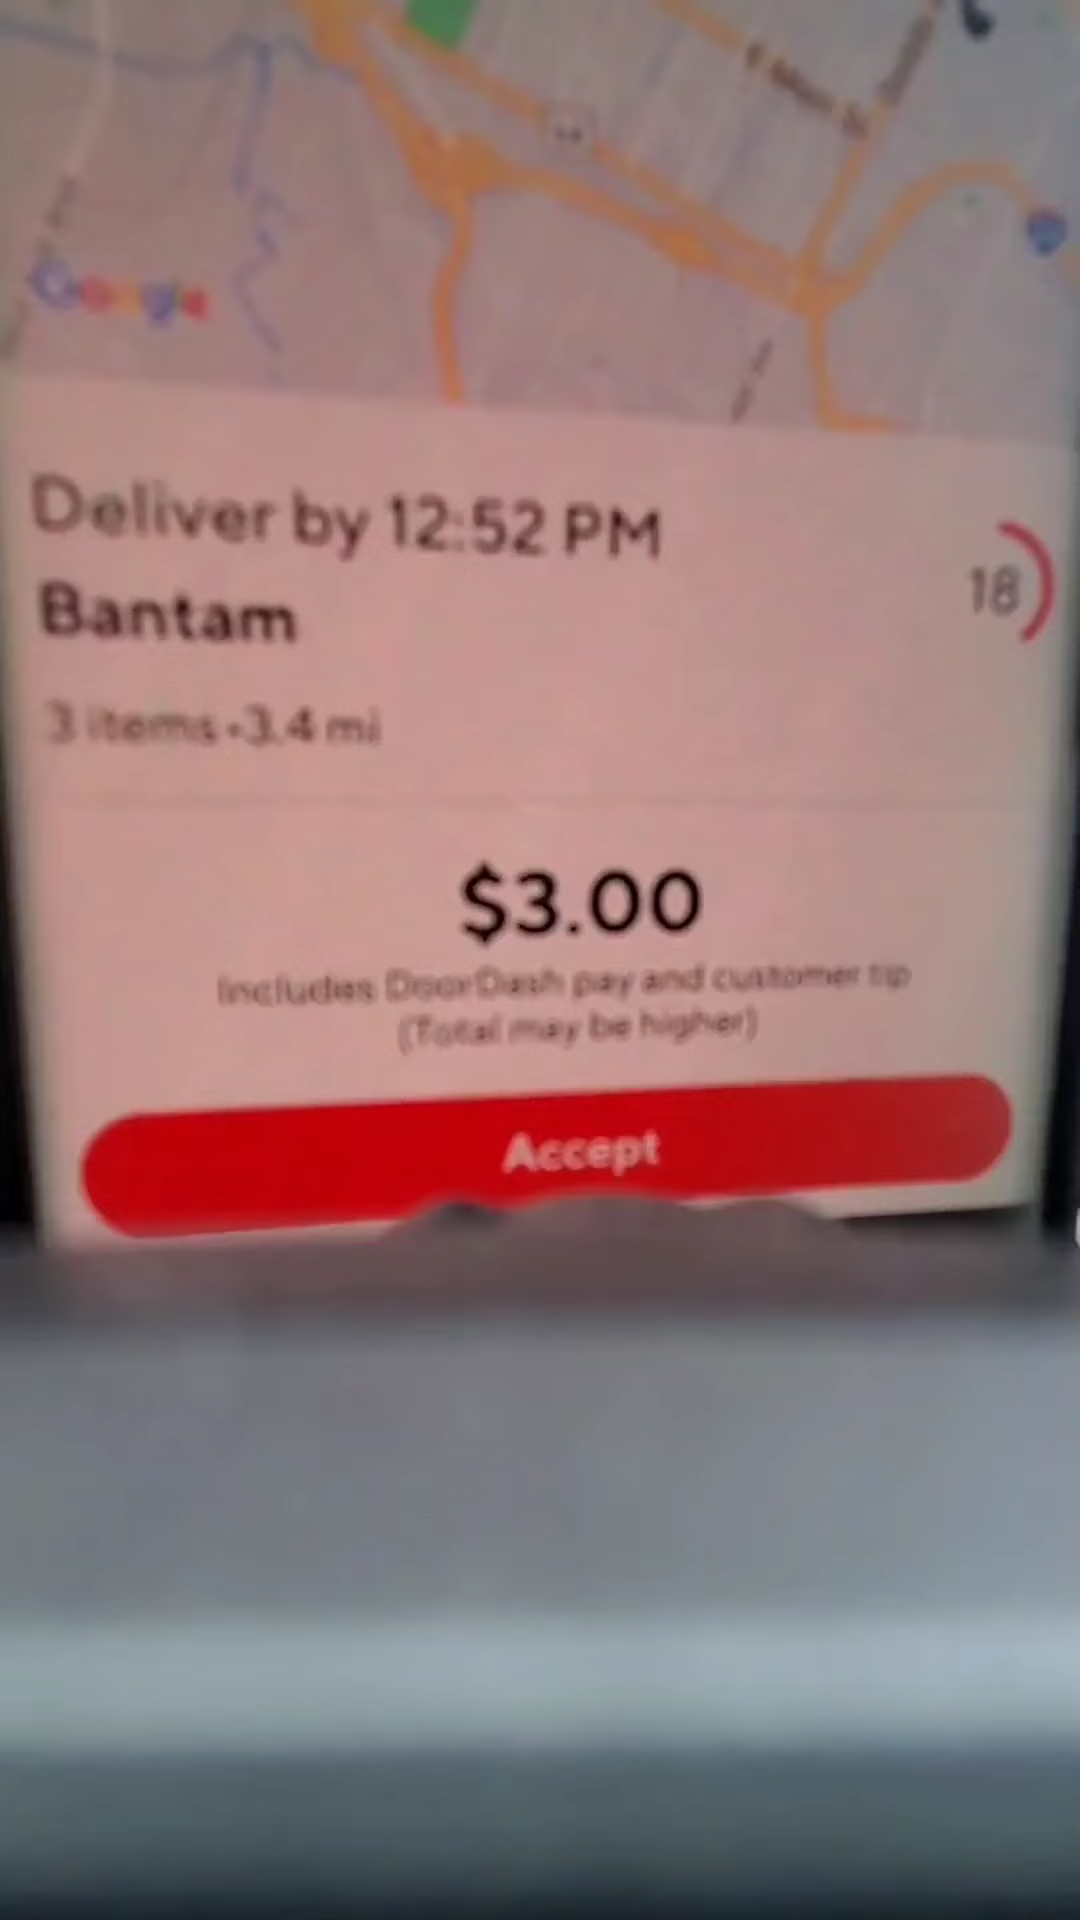 Google
Deliver by 12:52 PM
Bantam
18
3 items • 3.4 mi
$3.00
Includes DoorDash pay and customer tip
(Total may be higher)
Accept